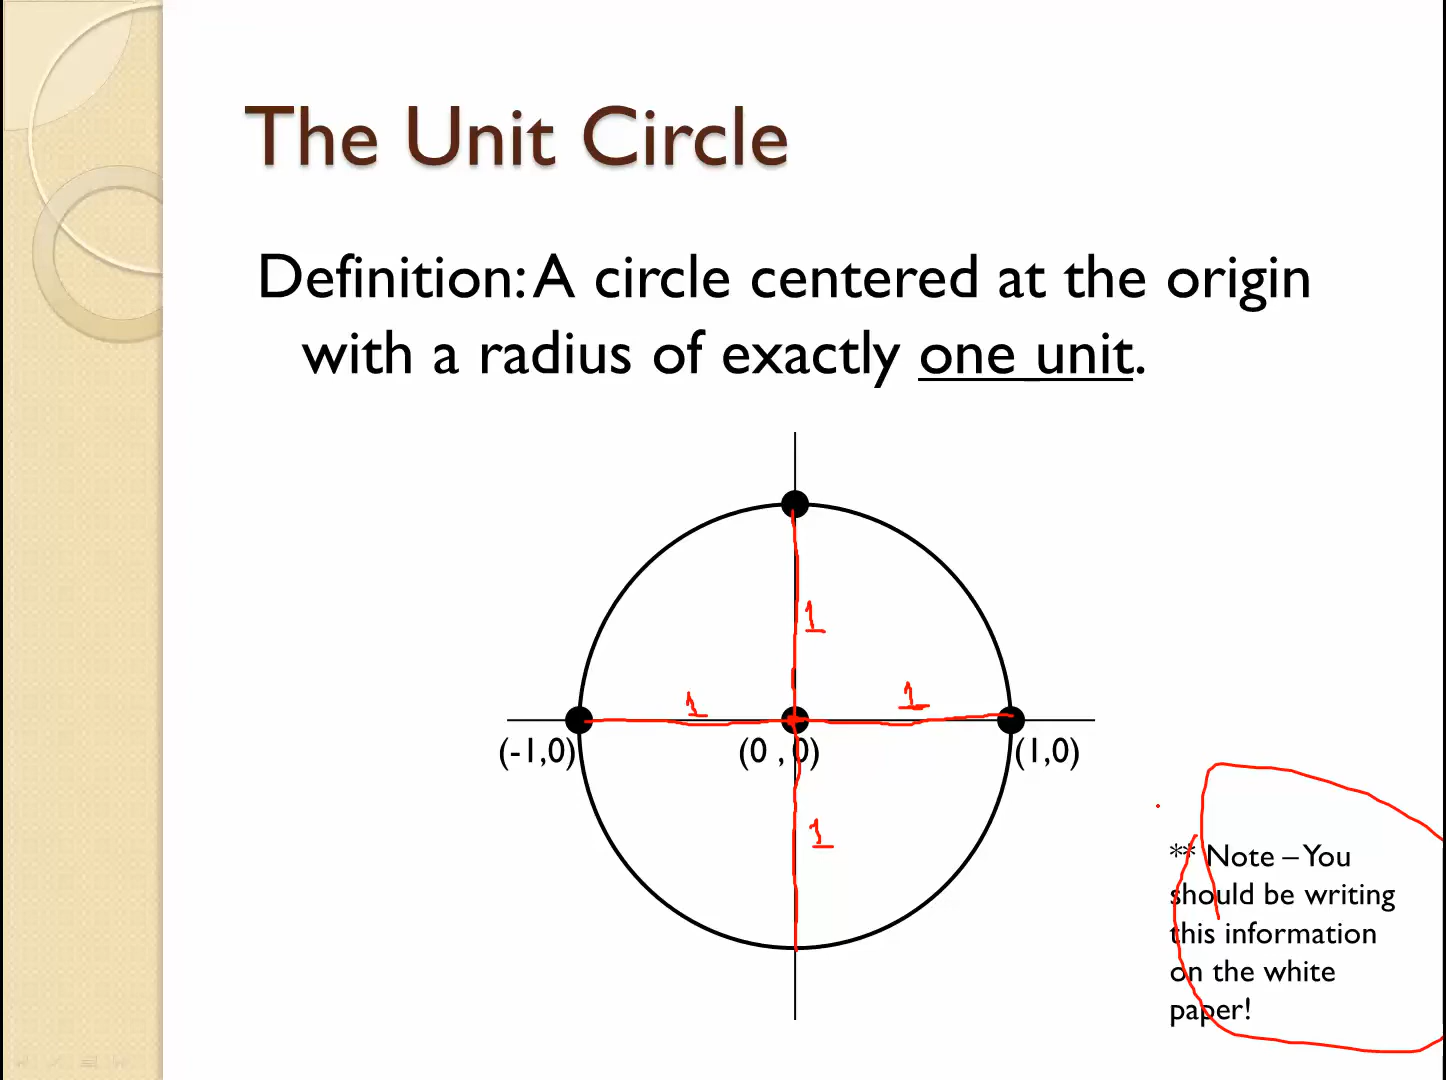 The Unit Circle
Definition: A circle centered at the origin
with a radius of exactly one unit.
1
1
1
(-1,0)
(0 , 0)
(1,0)
1
** Note – You
should be writing
this information
on the white
paper!